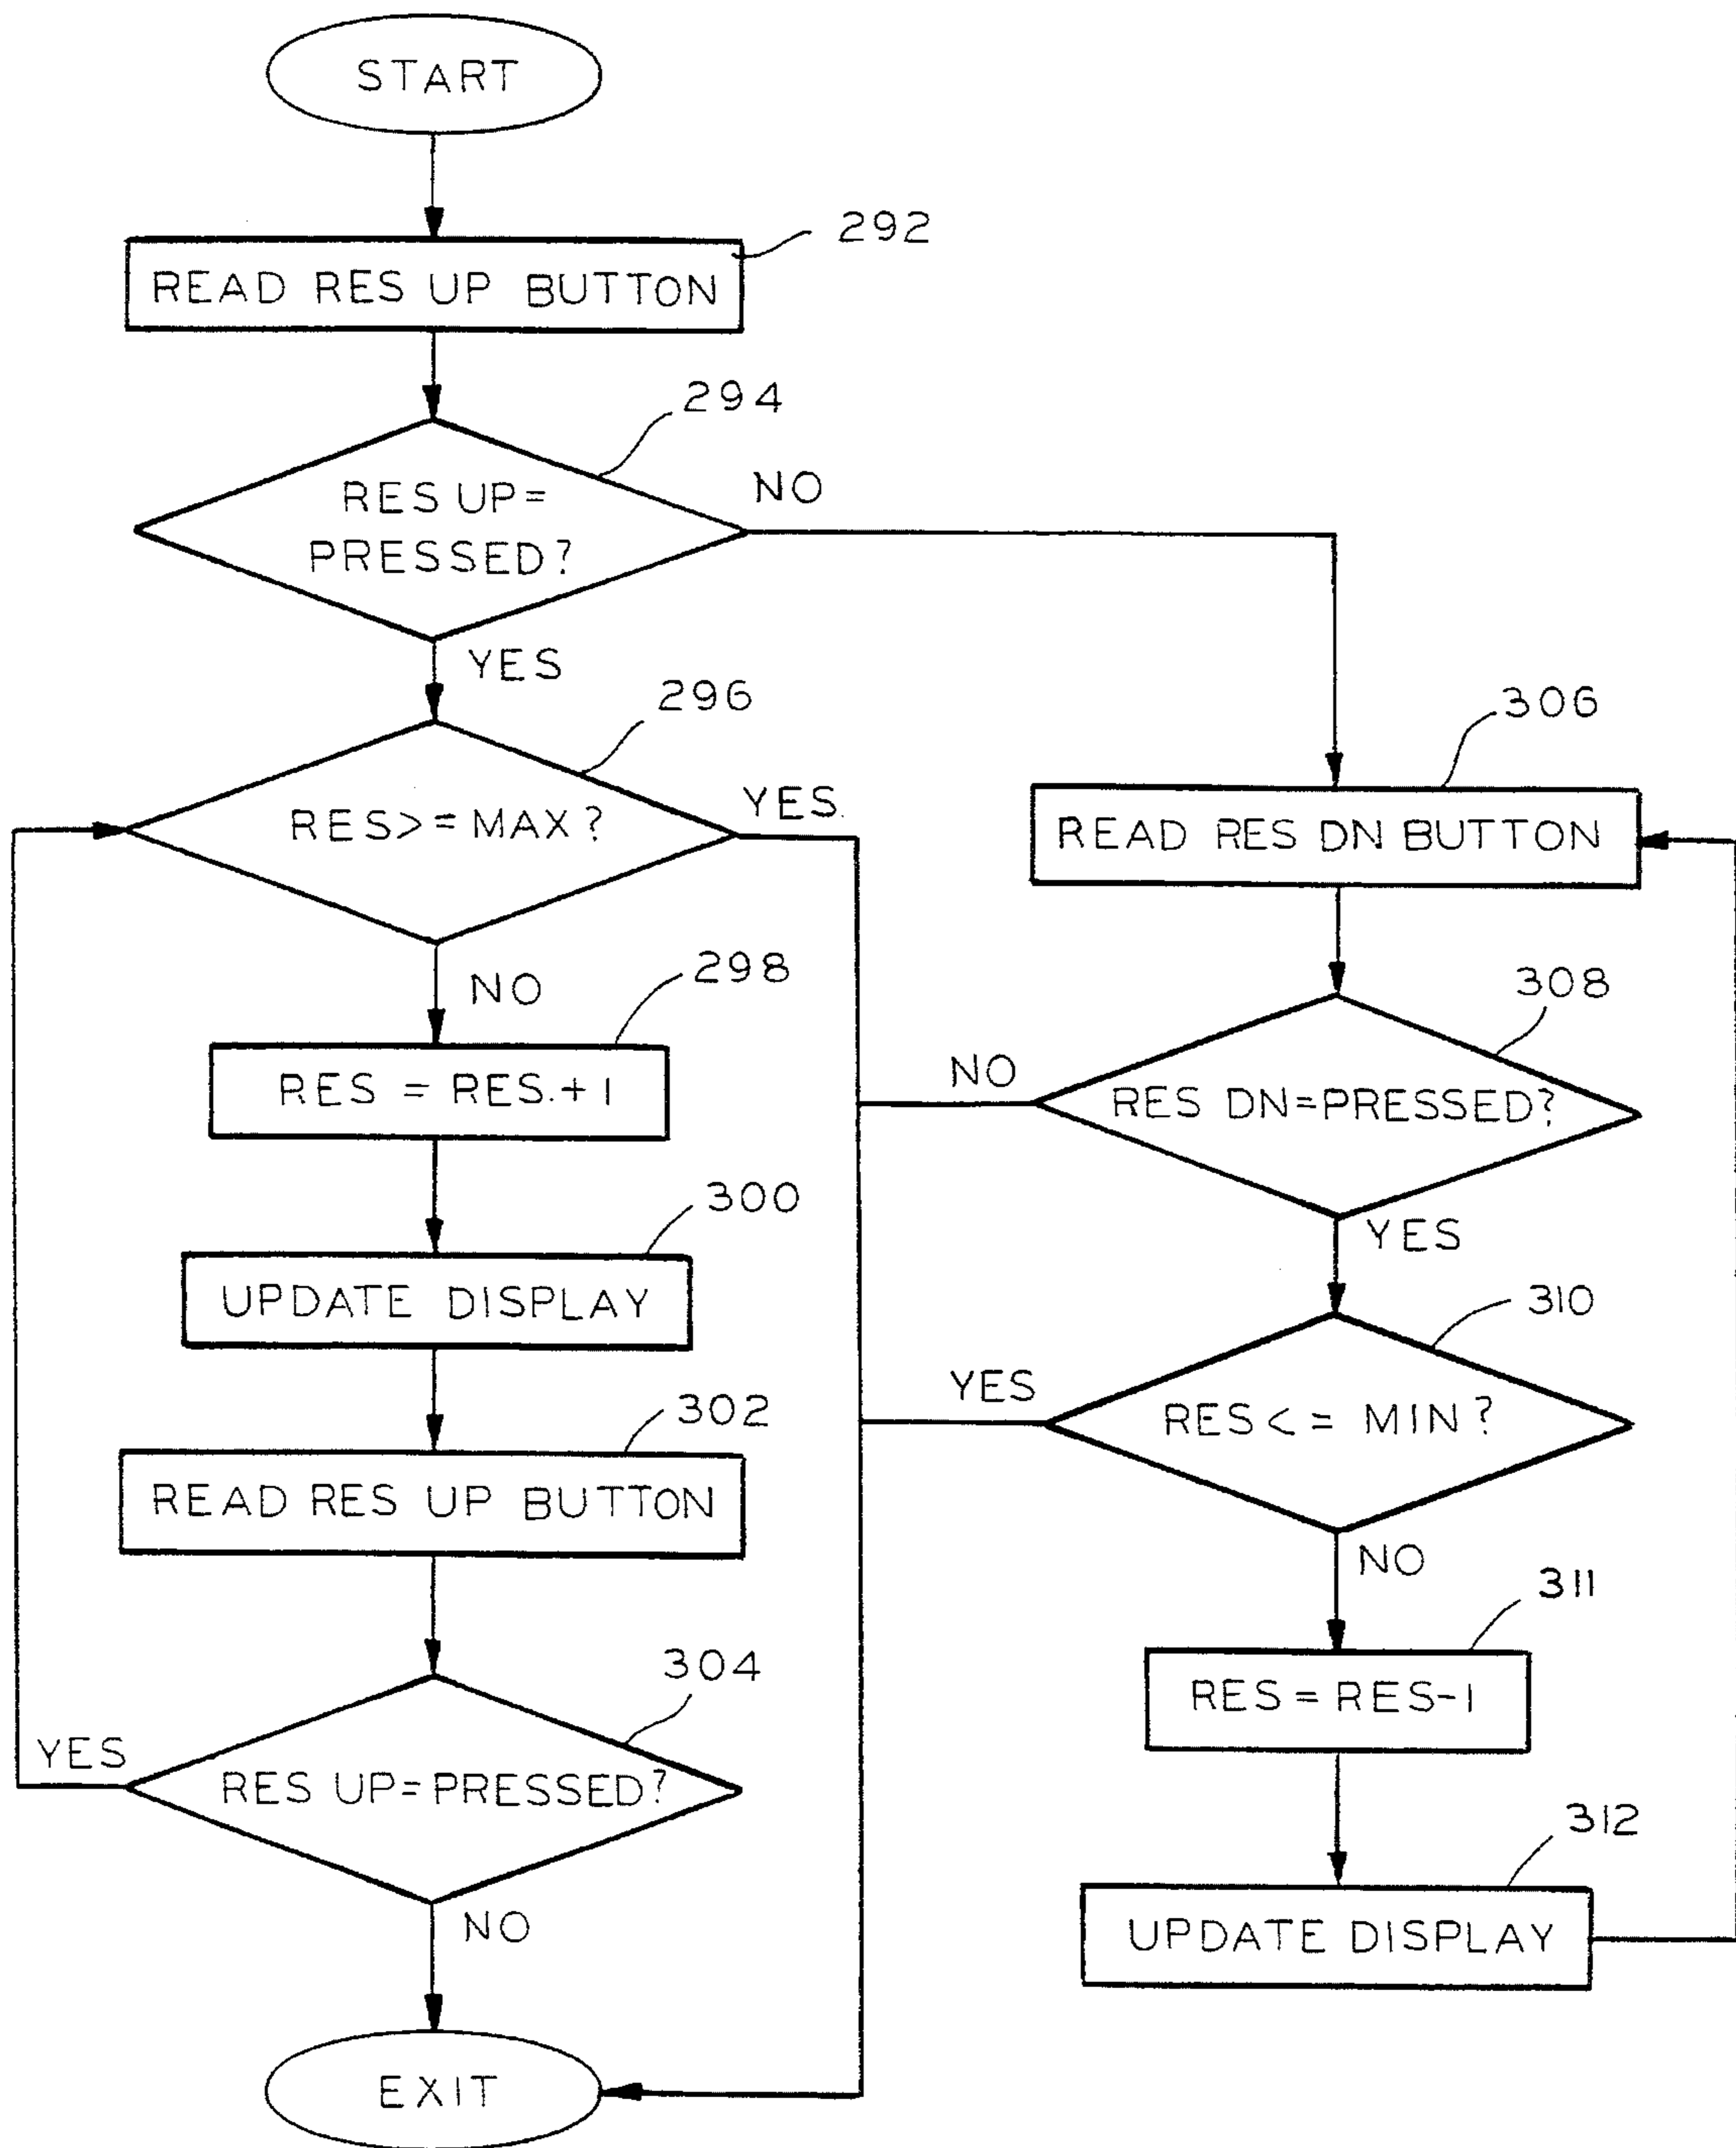 START
292
READ RES UP BUTTON
294
RES UP=
PRESSED?
NO
YES
296
RES>=MAX?
YES.
NO
298
RES = RES.+1
300
UPDATE DISPLAY
302
READ RES UP BUTTON
304
RES UP=PRESSED?
YES
NO
EXIT
306
READ RES DN BUTTON
308
RES DN=PRESSED?
NO
YES
310
RES<= MIN?
YES
NO
311
RES=RES-1
312
UPDATE DISPLAY